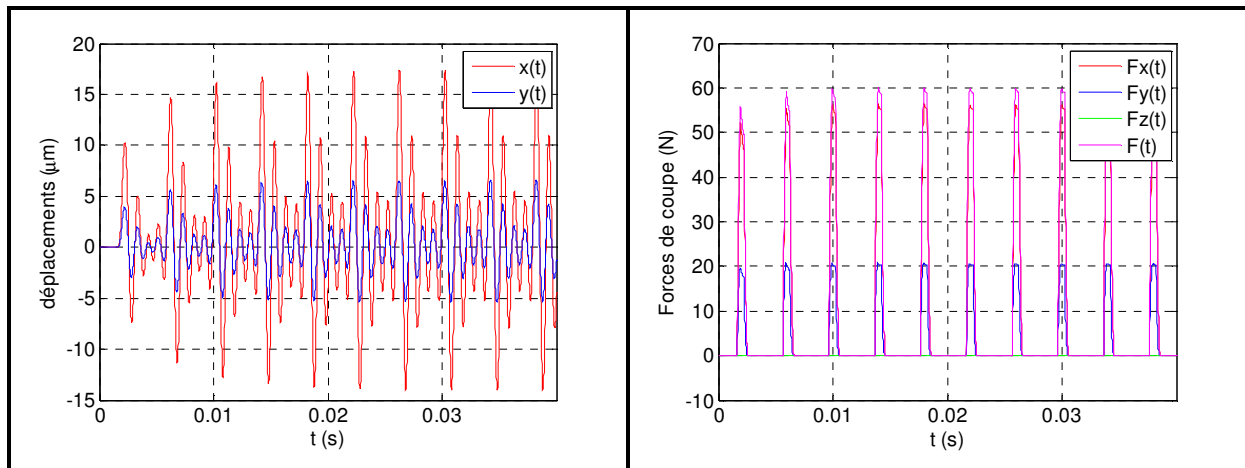 20
15
10
5
0
-5
-10
-15
0
0.01
0.02
0.03
déplacements (μm)
t (s)
x(t)
y(t)
70
60
50
40
30
20
10
0
-10
0
0.01
0.02
0.03
Forces de coupe (N)
t (s)
Fx(t)
Fy(t)
Fz(t)
F(t)